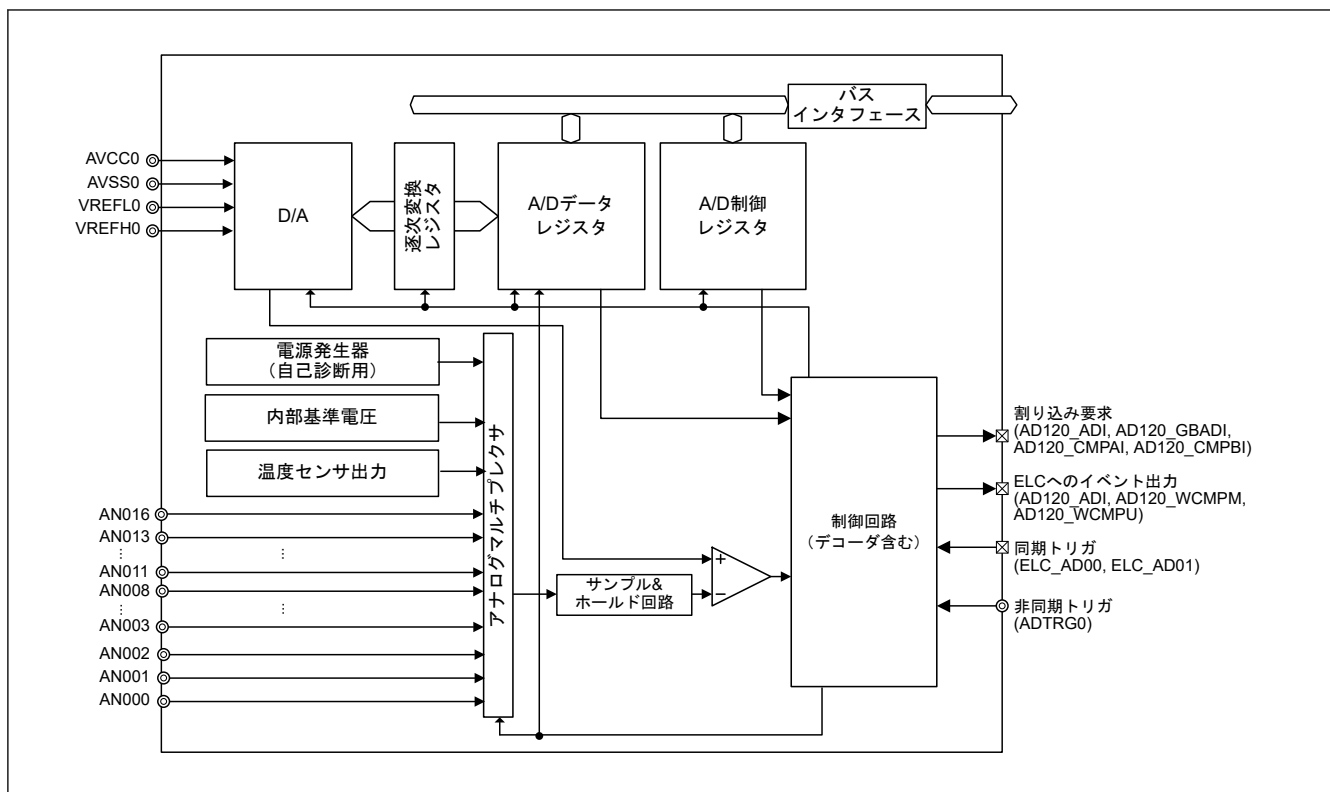 バス
インタフェース
AVCC0
AVSS0
VREFL0
VREFH0
D/A
逐次変換
レジスタ
A/Dデータ
レジスタ
A/D制御
レジスタ
電源発生器
（自己診断用）
内部基準電圧
温度センサ出力
アナログマルチプレクサ
AN016
AN013
AN011
AN008
AN003
AN002
AN001
AN000
サンプル&
ホールド回路
+
−
制御回路
（デコーダ含む）
割り込み要求
(AD120_ADI, AD120_GBADI,
AD120_CMPAI, AD120_CMPBI)
ELCへのイベント出力
(AD120_ADI, AD120_WCMPM,
AD120_WCMPU)
同期トリガ
(ELC_AD00, ELC_AD01)
非同期トリガ
(ADTRG0)